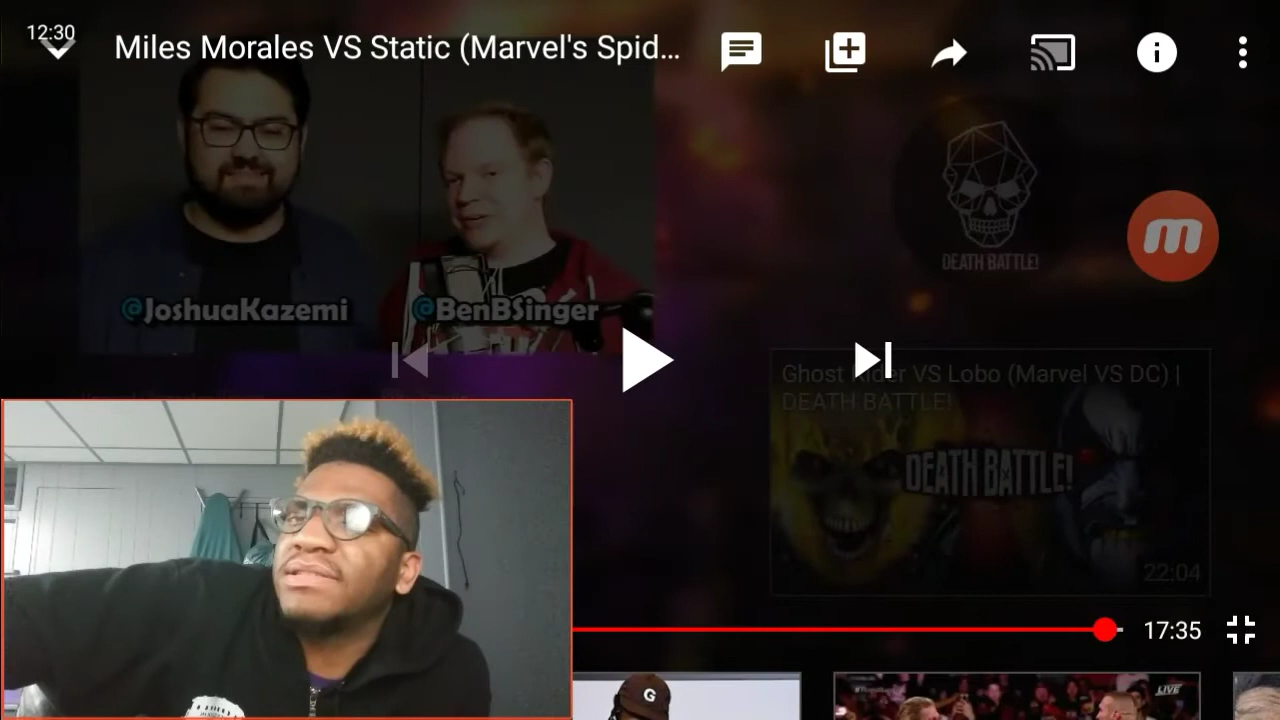 12:30
Miles Morales VS Static (Marvel's Spid...
@JoshuaKazemi
@BenBSinger
DEATH BATTLE!
m
Ghost Rider VS Lobo (Marvel VS DC) |
DEATH BATTLE!
DEATH BATTLE!
22:04
17:35
G
LIVE